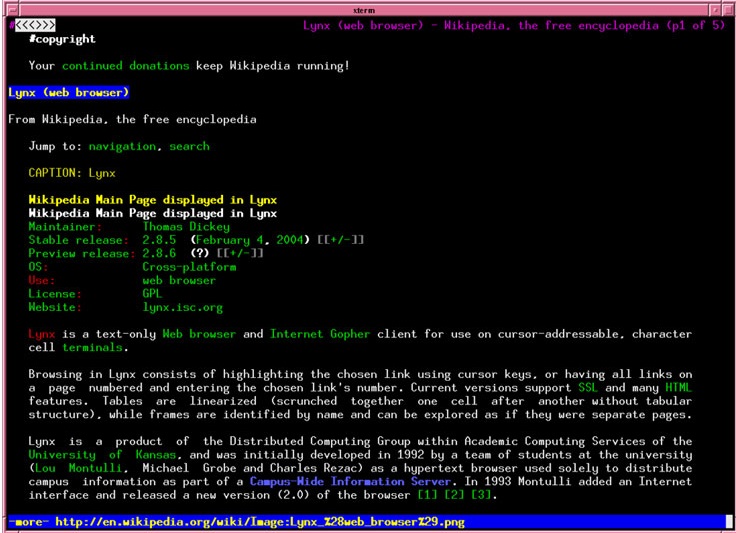 xterm
#<<<>>> Lynx (web browser) - Wikipedia, the free encyclopedia (p1 of 5)
#copyright
Your continued donations keep Wikipedia running!
Lynx (web browser)
From Wikipedia, the free encyclopedia
Jump to: navigation, search
CAPTION: Lynx
Wikipedia Main Page displayed in Lynx
Wikipedia Main Page displayed in Lynx
Maintainer: Thomas Dickey
Stable release: 2.8.5 (February 4, 2004) [[+/-]]
Preview release: 2.8.6 (?) [[+/-]]
OS: Cross-platform
Use: web browser
License: GPL
Website: lynx.isc.org
Lynx is a text-only Web browser and Internet Gopher client for use on cursor-addressable, character
cell terminals.
Browsing in Lynx consists of highlighting the chosen link using cursor keys, or having all links on
a page numbered and entering the chosen link's number. Current versions support SSL and many HTML
features. Tables are linearized (scrunched together one cell after another without tabular
structure), while frames are identified by name and can be explored as if they were separate pages.
Lynx is a product of the Distributed Computing Group within Academic Computing Services of the
University of Kansas, and was initially developed in 1992 by a team of students at the university
(Lou Montulli, Michael Grobe and Charles Rezac) as a hypertext browser used solely to distribute
campus information as part of a Campus-Wide Information Server. In 1993 Montulli added an Internet
interface and released a new version (2.0) of the browser [1] [2] [3].
-more- http://en.wikipedia.org/wiki/Image:Lynx_%28web_browser%29.png